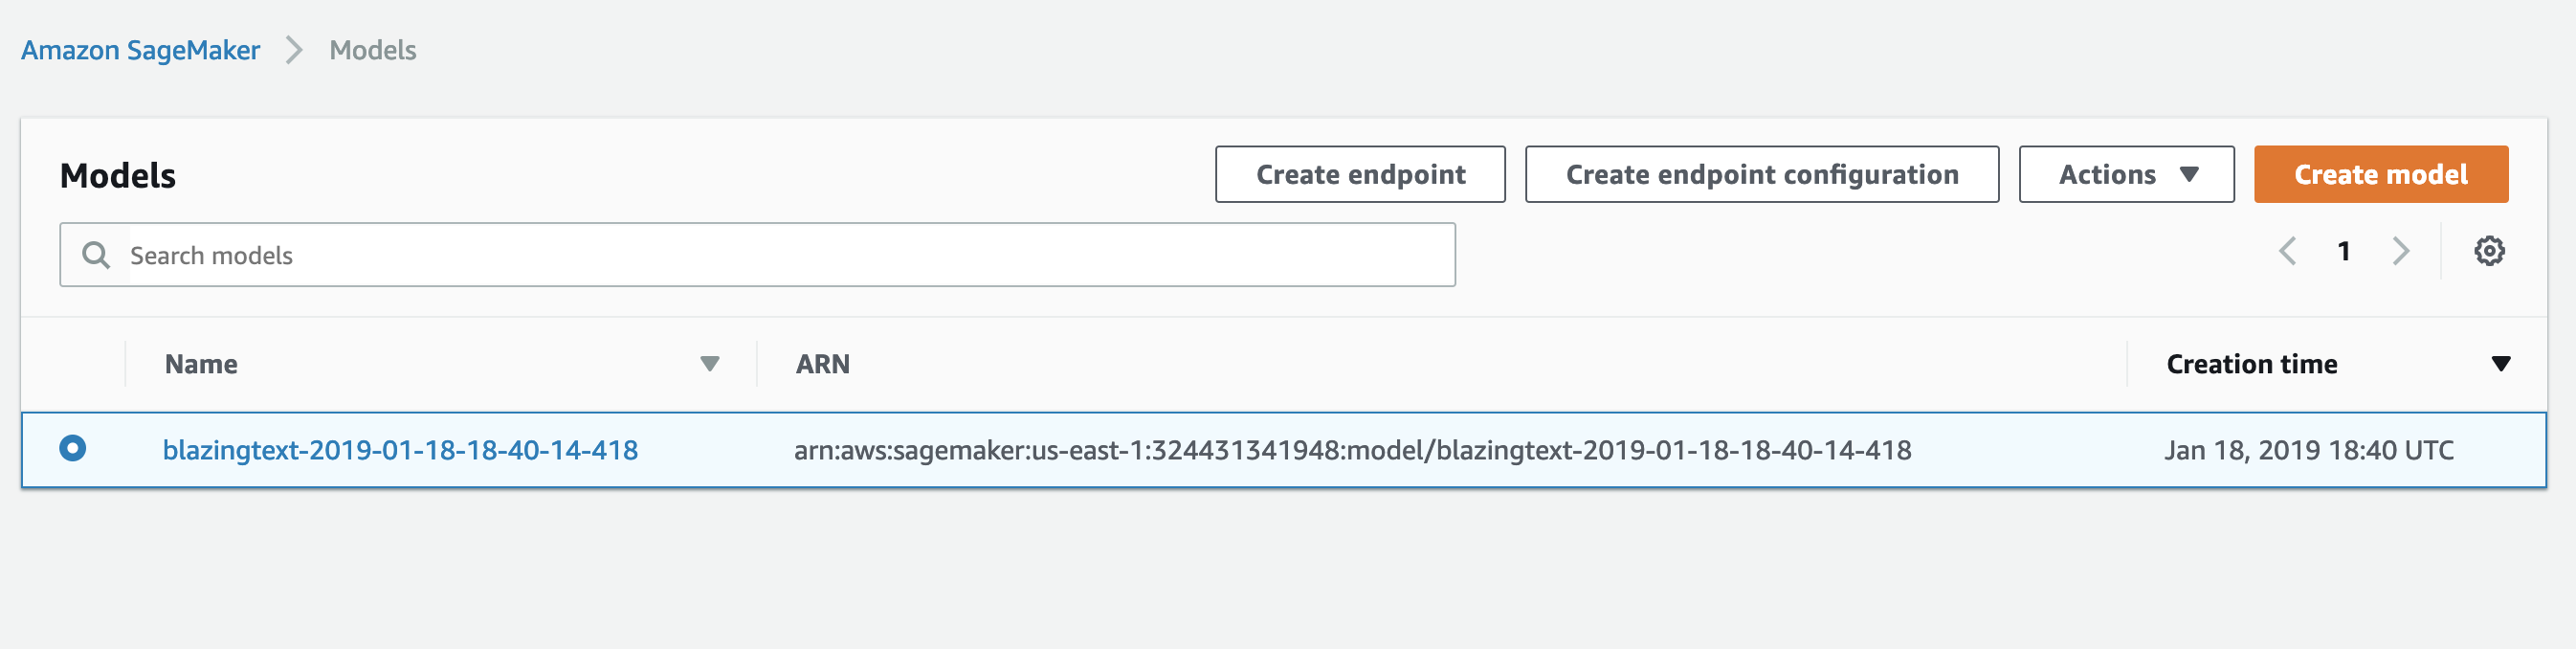 Amazon SageMaker > Models
Models
Create endpoint
Create endpoint configuration
Actions
Create model
Search models
1
Name
ARN
Creation time
blazingtext-2019-01-18-18-40-14-418
arn:aws:sagemaker:us-east-1:324431341948:model/blazingtext-2019-01-18-18-40-14-418
Jan 18, 2019 18:40 UTC